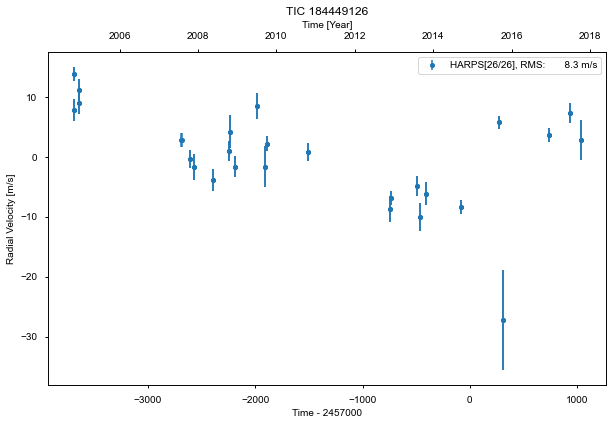 TIC 184449126
Time [Year]
2006 2008 2010 2012 2014 2016 2018
HARPS[26/26], RMS: 8.3 m/s
10
0
−10
−20
−30
Radial Velocity [m/s]
−3000 −2000 −1000 0 1000
Time - 2457000